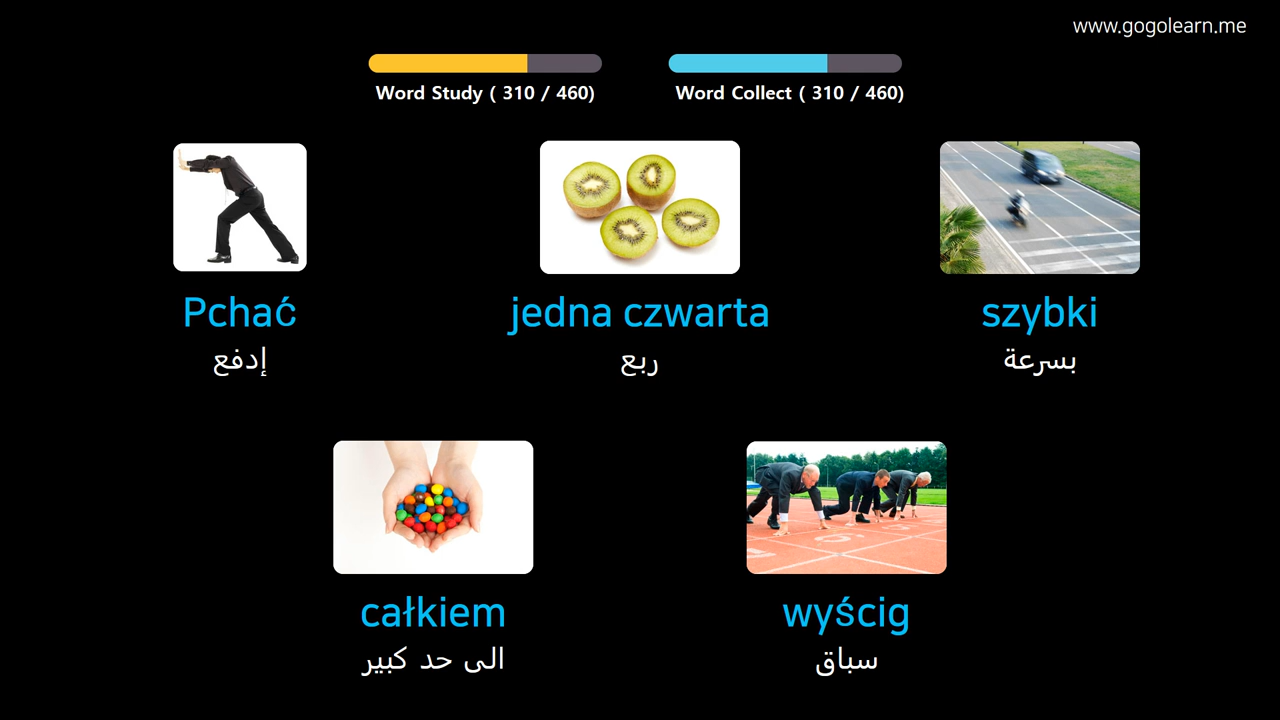 www.gogolearn.me
Word Study ( 310 / 460)
Word Collect ( 310 / 460)
Pchać
إدفع
jedna czwarta
ربع
szybki
بسرعة
całkiem
الى حد كبير
wyścig
سباق